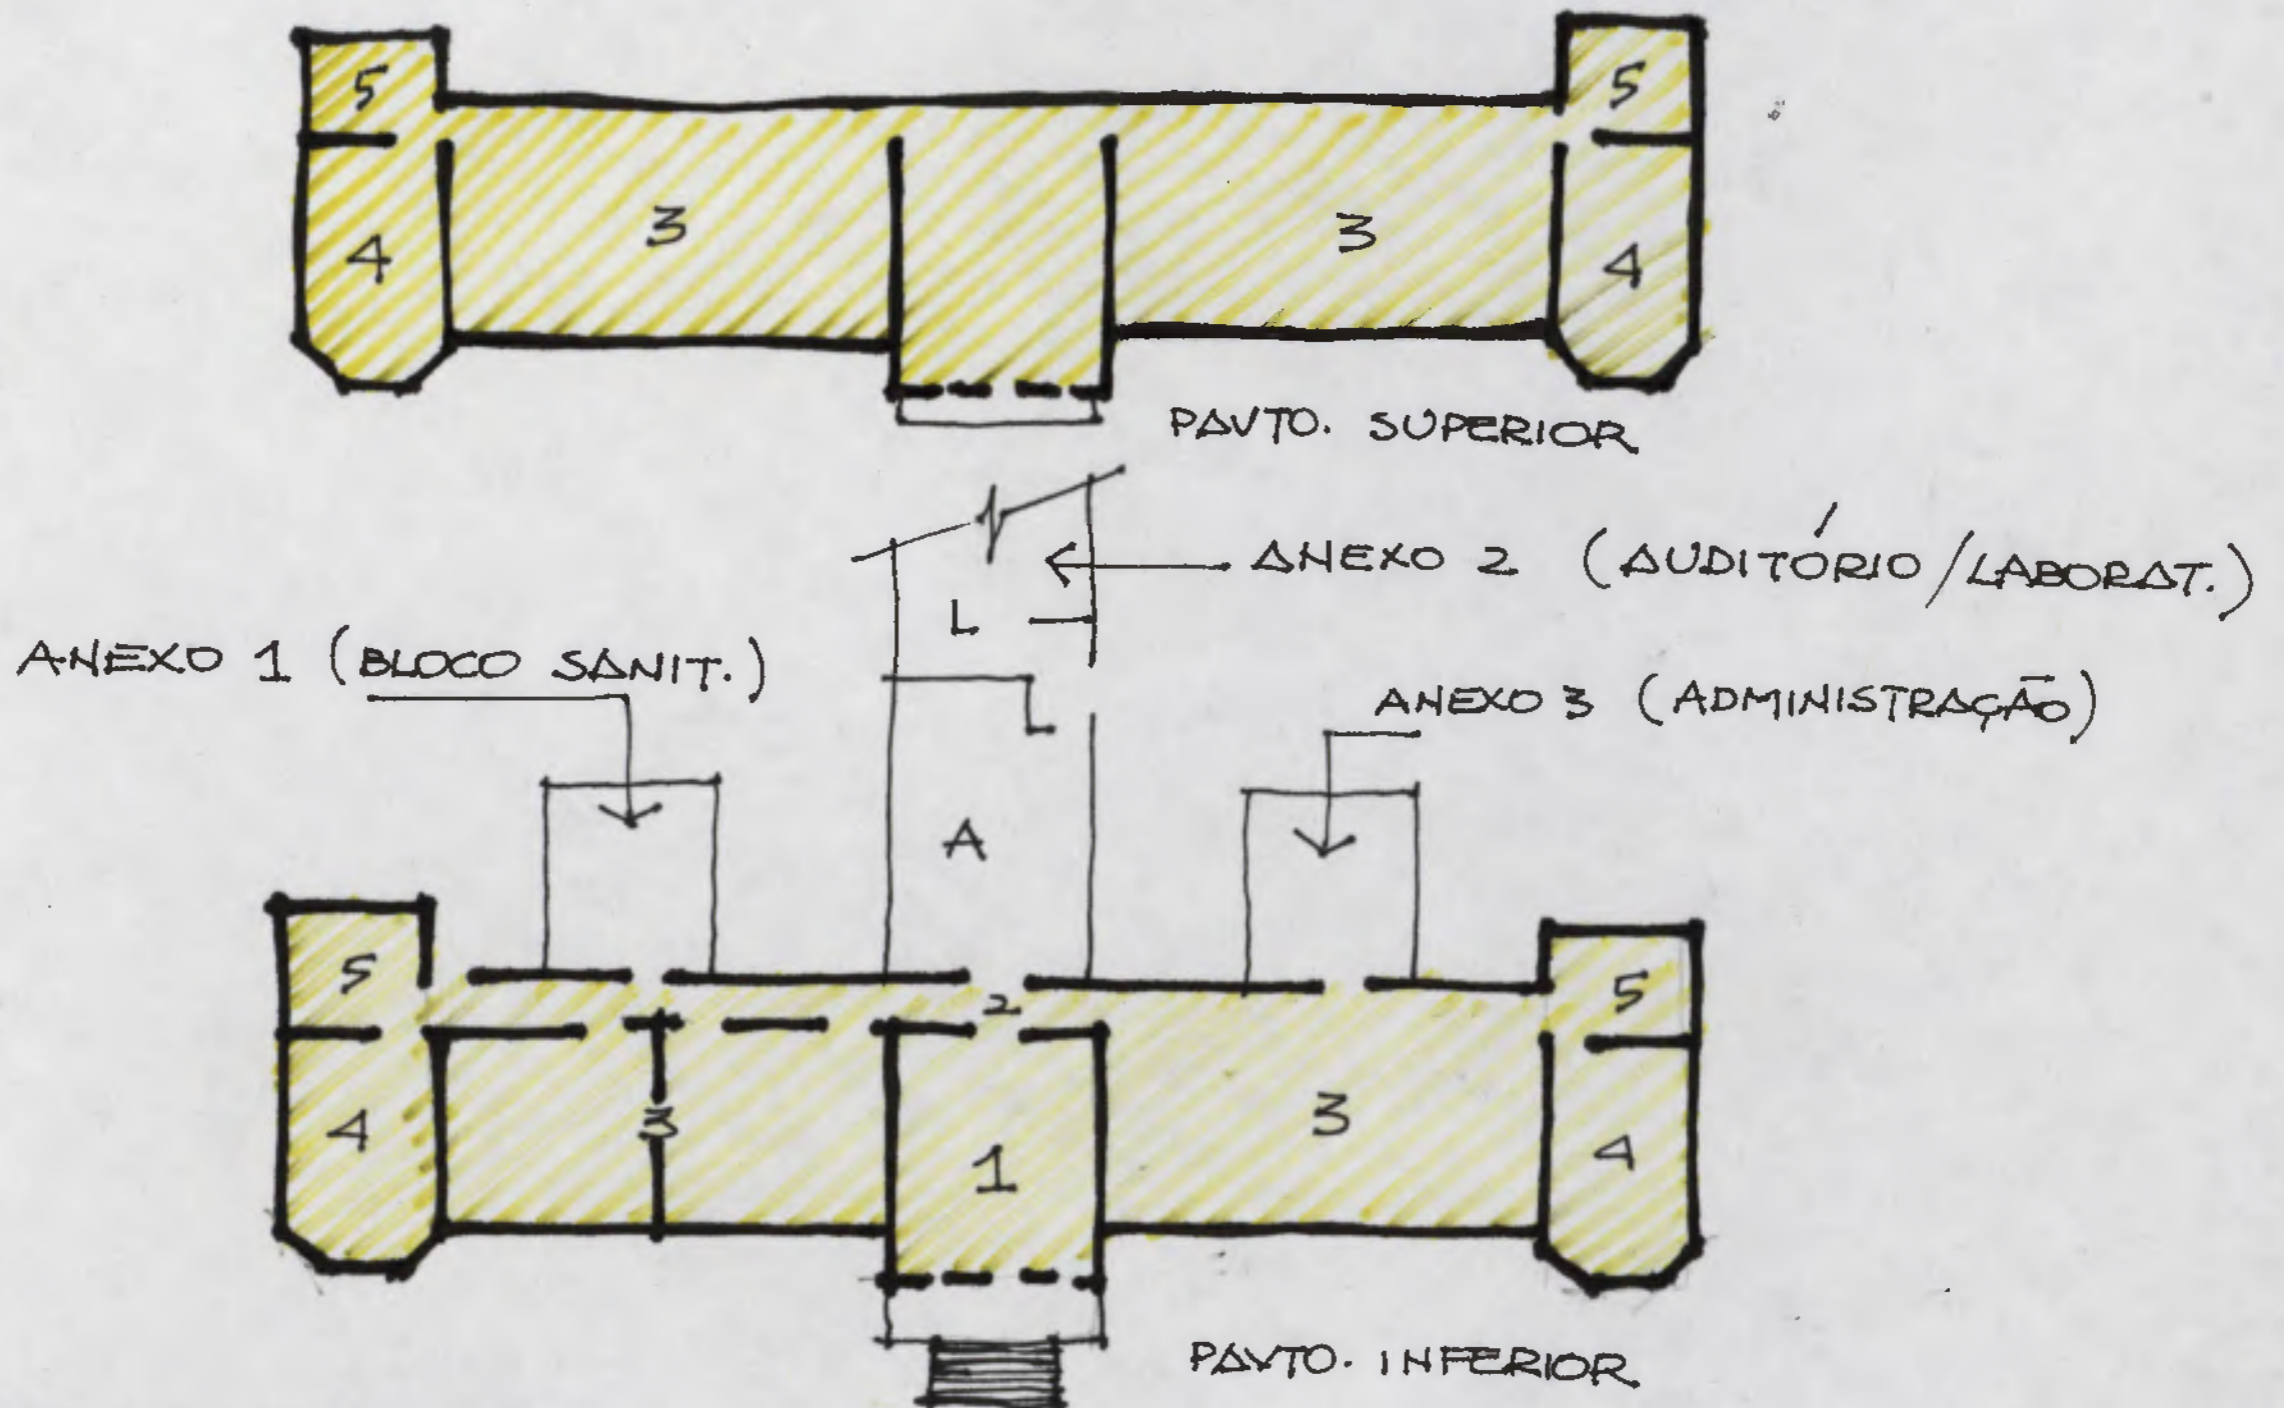 5
5
3
3
4
4
PAVTO. SUPERIOR
ANEXO 2 (AUDITÓRIO/LABORAT.)
L
ANEXO 1 (BLOCO SANIT.)
ANEXO 3 (ADMINISTRAÇÃO)
A
5
2
5
4
3
3
4
1
PAVTO. INFERIOR